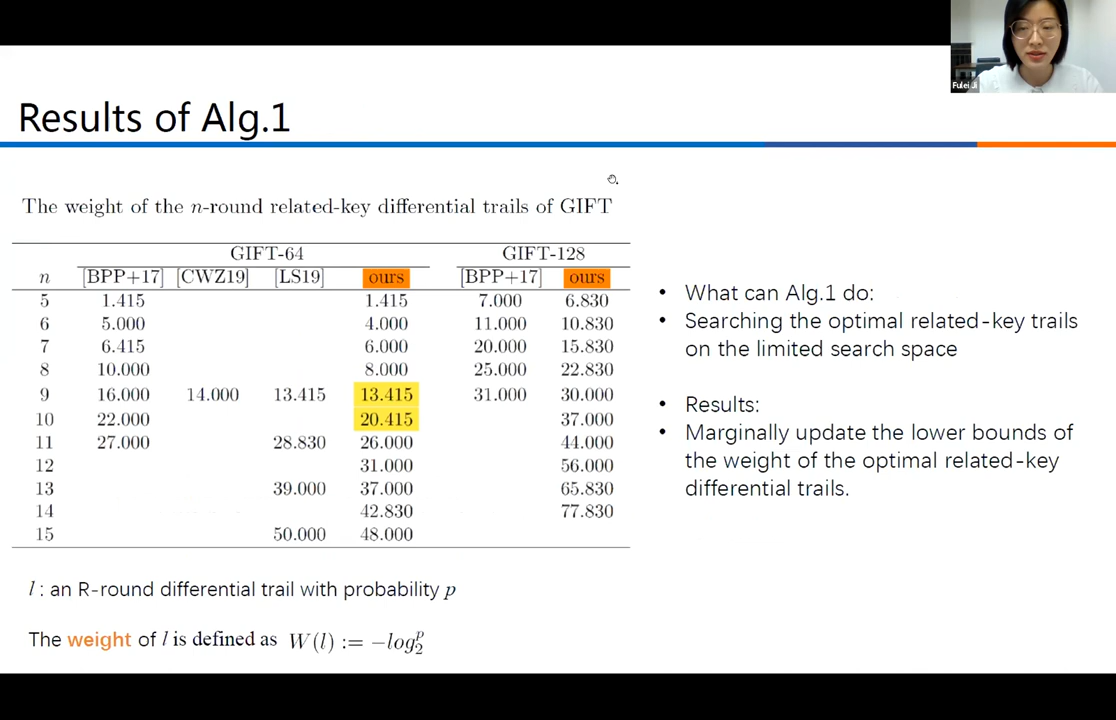 Fulei Ji
Results of Alg.1
The weight of the n-round related-key differential trails of GIFT
GIFT-64 GIFT-128
n [BPP+17] [CWZ19] [LS19] ours [BPP+17] ours
5 1.415 1.415 7.000 6.830
6 5.000 4.000 11.000 10.830
7 6.415 6.000 20.000 15.830
8 10.000 8.000 25.000 22.830
9 16.000 14.000 13.415 13.415 31.000 30.000
10 22.000 20.415 37.000
11 27.000 28.830 26.000 44.000
12 31.000 56.000
13 39.000 37.000 65.830
14 42.830 77.830
15 50.000 48.000
l : an R-round differential trail with probability p
The weight of l is defined as W(l) := −log₂ᵖ
• What can Alg.1 do:
• Searching the optimal related-key trails
on the limited search space
• Results:
• Marginally update the lower bounds of
the weight of the optimal related-key
differential trails.